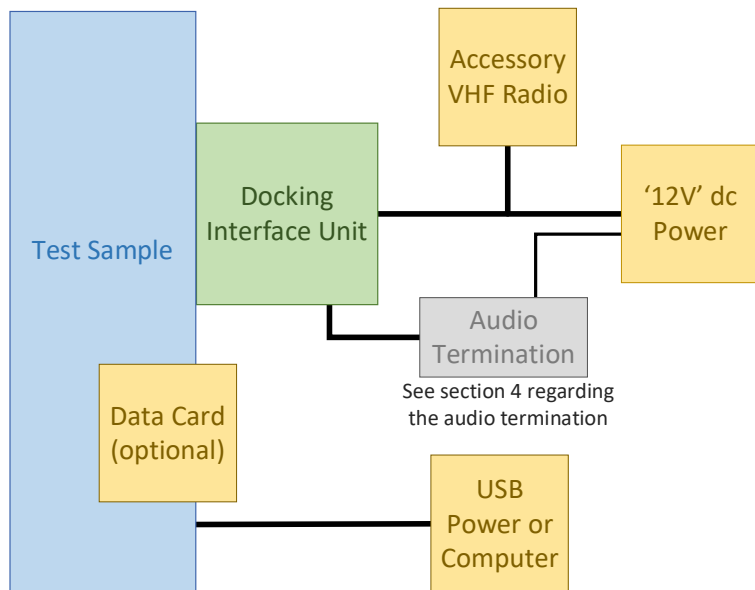 Accessory
VHF Radio
Docking
Interface Unit
‘12V’ dc
Power
Test Sample
Audio
Termination
See section 4 regarding
the audio termination
Data Card
(optional)
USB
Power or
Computer